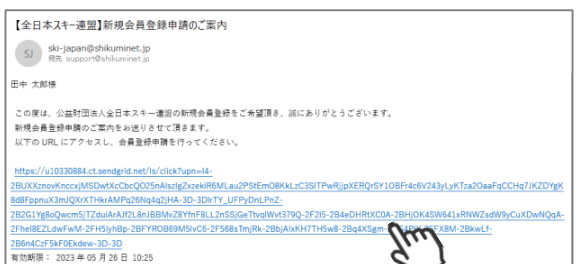 【全日本スキー連盟】新規会員登録申請のご案内
SJ
ski-japan@shikuminet.jp
宛先 support@shikuminet.jp
田中 太郎様
この度は、公益財団法人全日本スキー連盟の新規会員登録をご希望頂き、誠にありがとうございます。
新規会員登録申請のご案内をお送りさせて頂きます。
以下の URL にアクセスし、会員登録申請を行ってください。
https://u10330884.ct.sendgrid.net/ls/click?upn=l4-
2BUXXznovKnccxjMSDwtXcCbcQO25nAlszIgZxzekiR6MLau2PStEmO8KkLzC3SITPwRjjpXERQrSY1OBFr4c6V243yLyKTza2OaaFqCCHq7JKZDYgK
8d8FppnuX3mJQXrXTHkrAMPq26Nq4q2jHA-3D-3DIrTY_UFPyDnLPnZ-
2B2G1Yg8oQwcm5jTZduiArAJf2L8nJBBMvZ8YfnF8LL2nSSjGeTvqlWvt379Q-2F2I5-2B4eDHRtXC0A-2BHjOK4SW641xRNWZsdW9yCuXDwNQqA-
2Fhel8EZLdwFwM-2FH5lyhBp-2BFYROB69M5IvC6-2F568sTmjRk-2BbjAlxKH7TH5w8-2Bq4XSgm-
2B6n4CzF5kF0Ekdew-3D-3D
有効期限： 2023 年 05 月 26 日 10:25